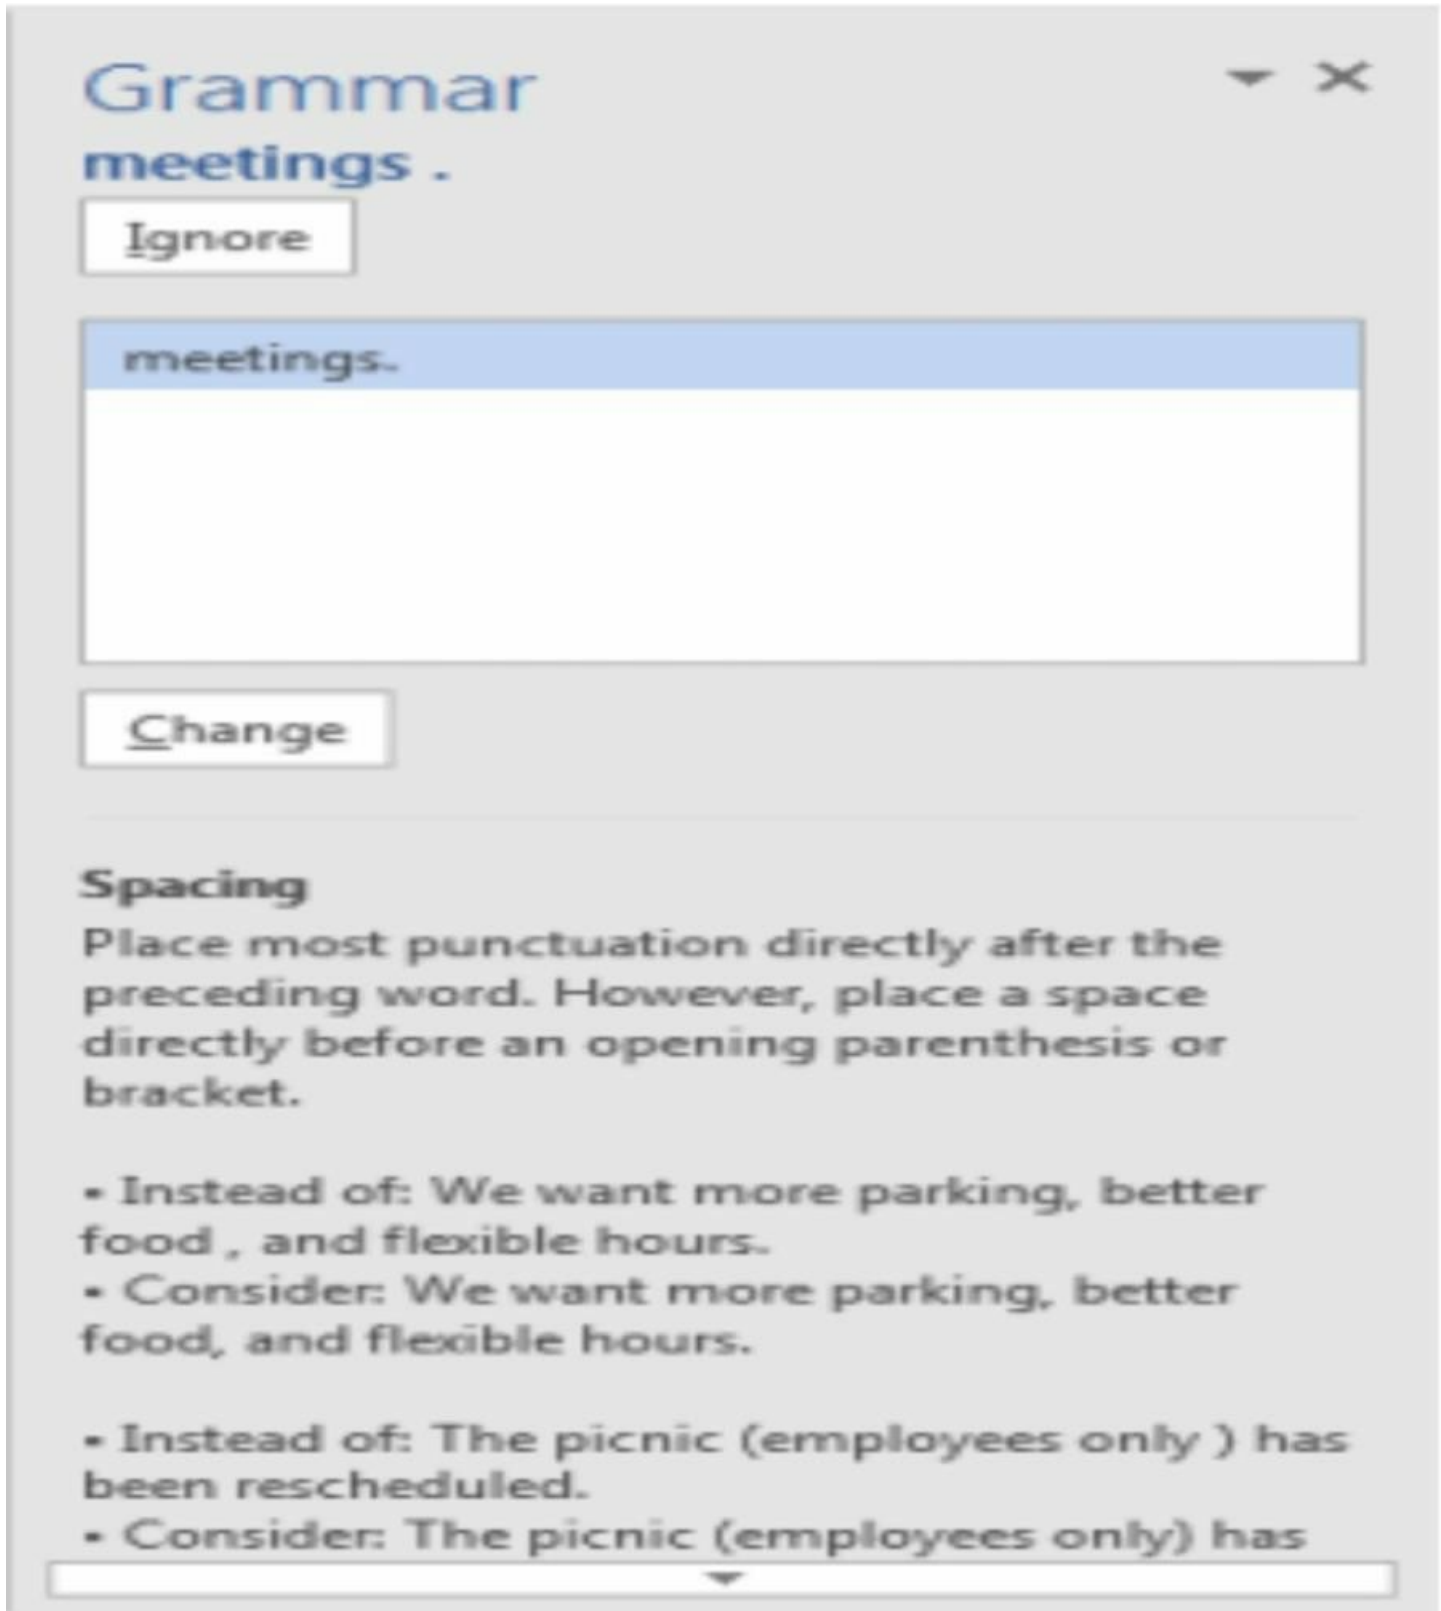 Grammar
meetings .
Ignore
meetings.
Change
Spacing
Place most punctuation directly after the
preceding word. However, place a space
directly before an opening parenthesis or
bracket.
▪ Instead of: We want more parking, better
food , and flexible hours.
▪ Consider: We want more parking, better
food, and flexible hours.
▪ Instead of: The picnic (employees only ) has
been rescheduled.
▪ Consider: The picnic (employees only) has